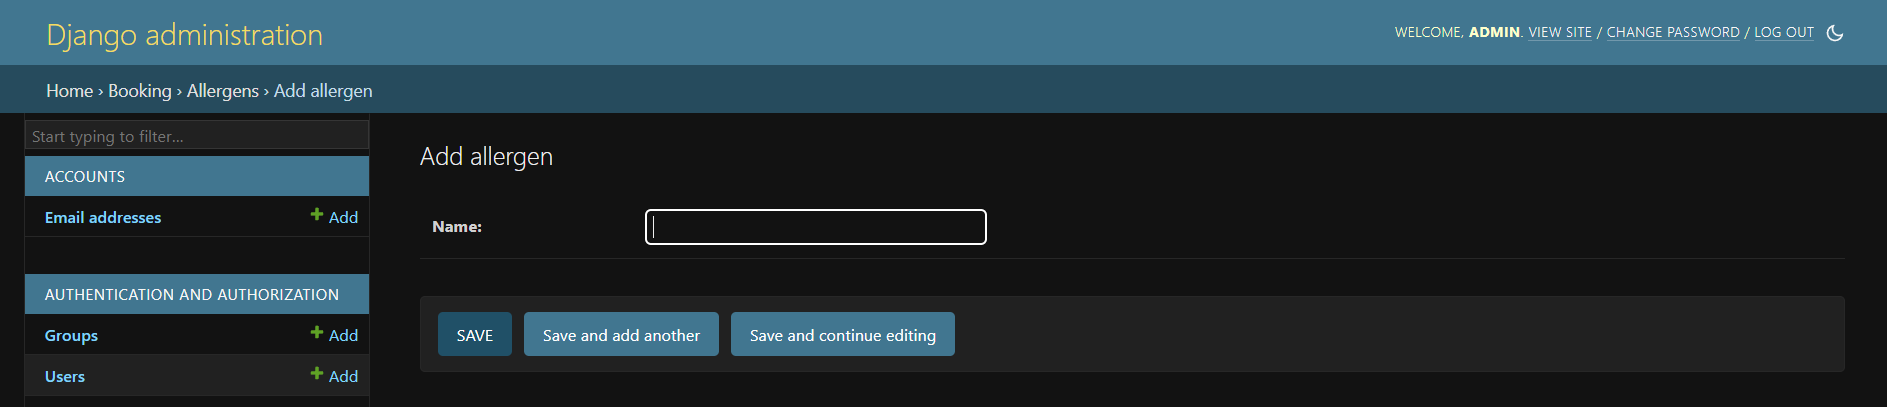 Django administration
WELCOME, ADMIN. VIEW SITE / CHANGE PASSWORD / LOG OUT
Home › Booking › Allergens › Add allergen
Start typing to filter...
ACCOUNTS
Email addresses
Add
AUTHENTICATION AND AUTHORIZATION
Groups
Add
Users
Add
Add allergen
Name:
SAVE
Save and add another
Save and continue editing